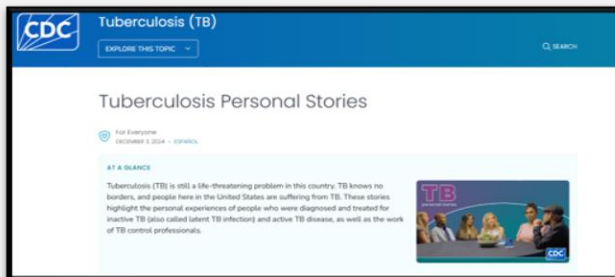 CDC
Tuberculosis (TB)
EXPLORE THIS TOPIC
SEARCH
Tuberculosis Personal Stories
For Everyone
DECEMBER 3, 2024 • ESPAÑOL
AT A GLANCE
Tuberculosis (TB) is still a life-threatening problem in this country. TB knows no
borders, and people here in the United States are suffering from TB. These stories
highlight the personal experiences of people who were diagnosed and treated for
inactive TB (also called latent TB infection) and active TB disease, as well as the work
of TB control professionals.
TB
personal stories
CDC